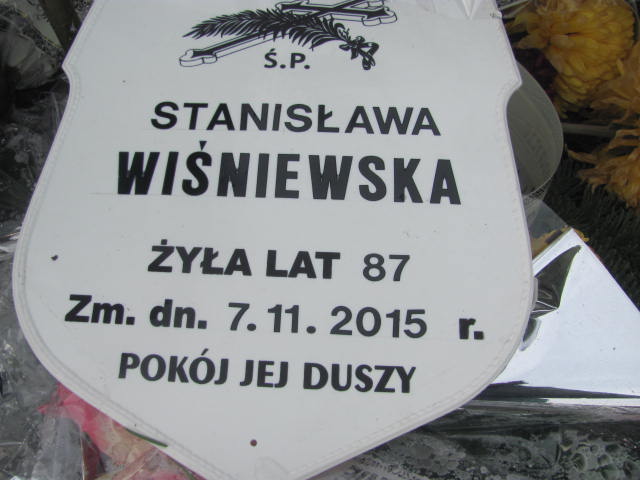 Ś.P.
STANISŁAWA
WIŚNIEWSKA
ŻYŁA LAT 87
Zm. dn. 7.11.2015 r.
POKÓJ JEJ DUSZY